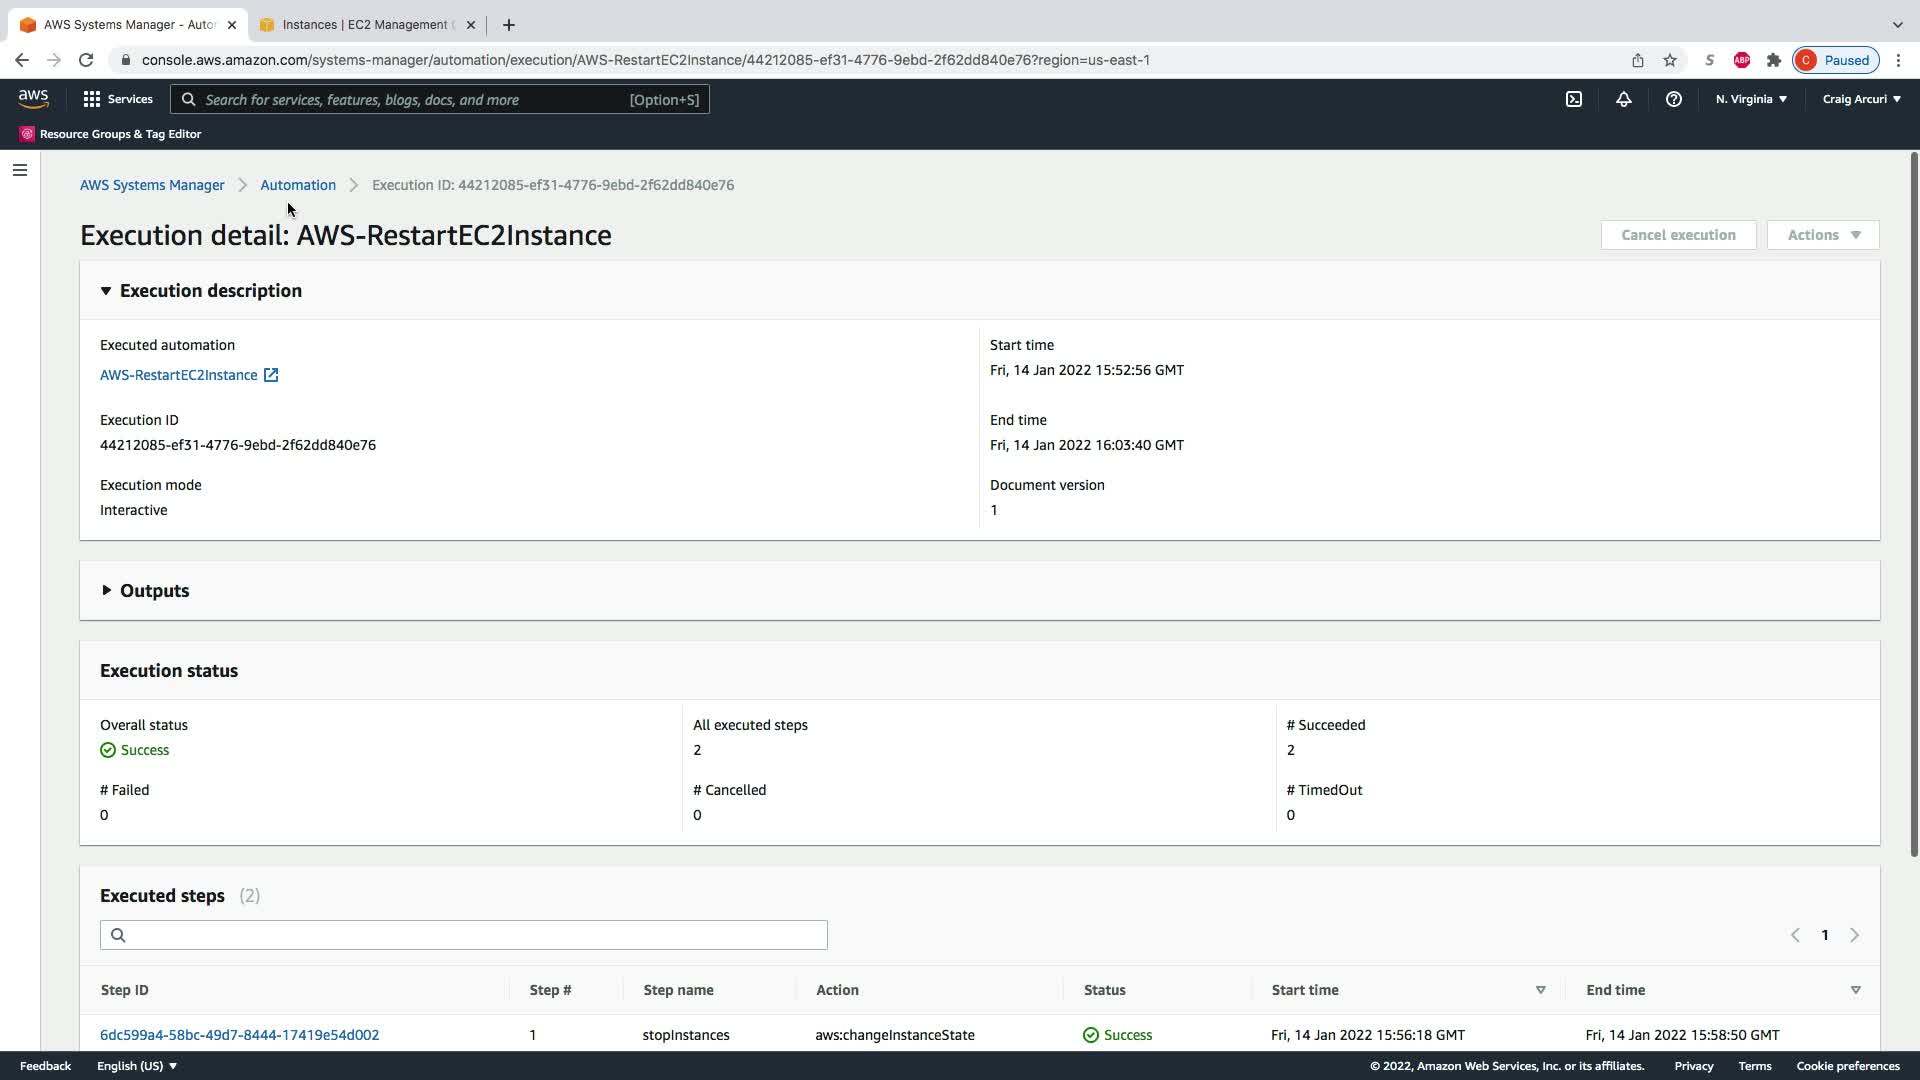 AWS Systems Manager - Auto
Instances | EC2 Management
console.aws.amazon.com/systems-manager/automation/execution/AWS-RestartEC2Instance/44212085-ef31-4776-9ebd-2f62dd840e76?region=us-east-1
S
ABP
C Paused
aws
Services
Search for services, features, blogs, docs, and more [Option+S]
N. Virginia
Craig Arcuri
Resource Groups & Tag Editor
AWS Systems Manager
Automation
Execution ID: 44212085-ef31-4776-9ebd-2f62dd840e76
Execution detail: AWS-RestartEC2Instance
Cancel execution
Actions
Execution description
Executed automation
AWS-RestartEC2Instance
Start time
Fri, 14 Jan 2022 15:52:56 GMT
Execution ID
44212085-ef31-4776-9ebd-2f62dd840e76
End time
Fri, 14 Jan 2022 16:03:40 GMT
Execution mode
Interactive
Document version
1
Outputs
Execution status
Overall status
Success
All executed steps
2
# Succeeded
2
# Failed
0
# Cancelled
0
# TimedOut
0
Executed steps (2)
1
Step ID Step # Step name Action Status Start time End time
6dc599a4-58bc-49d7-8444-17419e54d002 1 stopInstances aws:changeInstanceState Success Fri, 14 Jan 2022 15:56:18 GMT Fri, 14 Jan 2022 15:58:50 GMT
Feedback
English (US)
© 2022, Amazon Web Services, Inc. or its affiliates.
Privacy
Terms
Cookie preferences